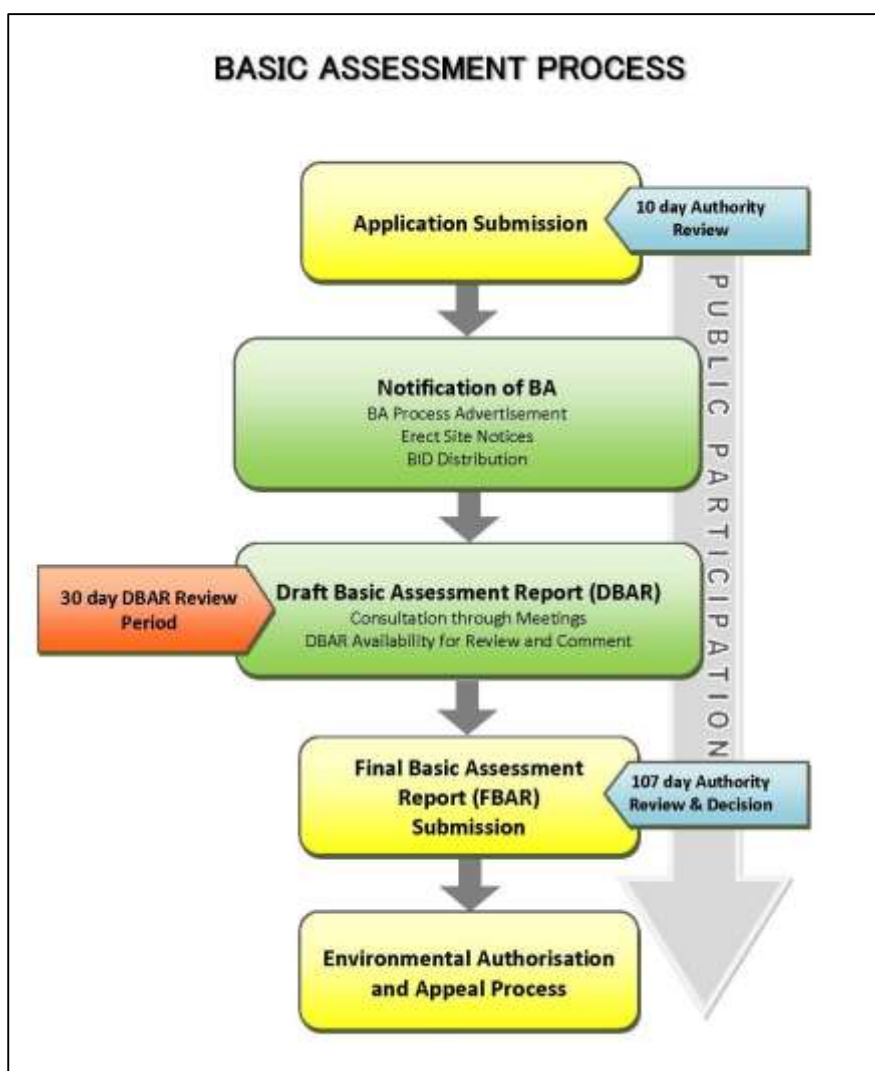 BASIC ASSESSMENT PROCESS
Application Submission
10 day Authority
Review
Notification of BA
BA Process Advertisement
Erect Site Notices
BID Distribution
30 day DBAR Review
Period
Draft Basic Assessment Report (DBAR)
Consultation through Meetings
DBAR Availability for Review and Comment
Final Basic Assessment
Report (FBAR)
Submission
107 day Authority
Review & Decision
Environmental Authorisation
and Appeal Process
PUBLIC PARTICIPATION